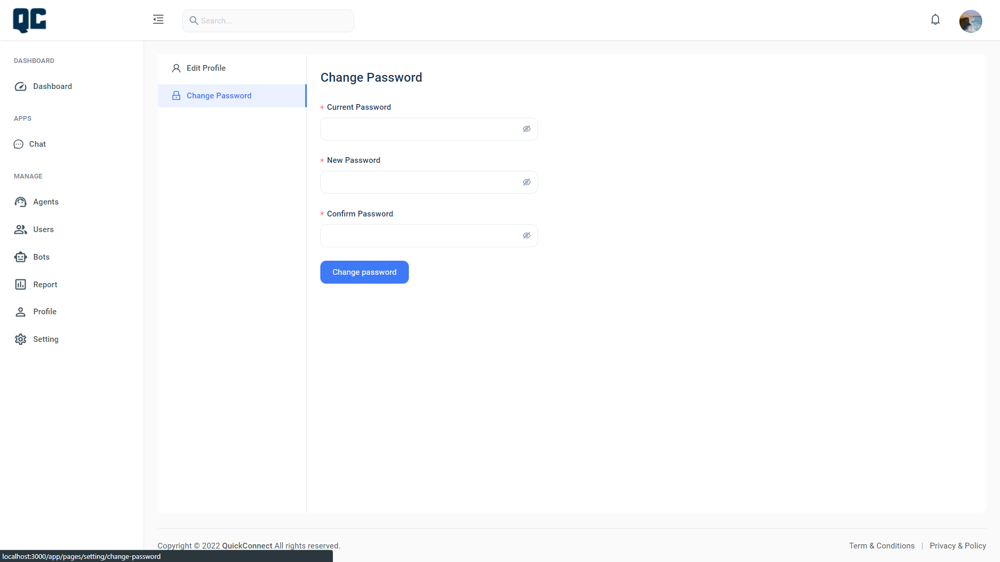 QC
Search...
DASHBOARD
Dashboard
APPS
Chat
MANAGE
Agents
Users
Bots
Report
Profile
Setting
Edit Profile
Change Password
Change Password
* Current Password
* New Password
* Confirm Password
Change password
Copyright © 2022 QuickConnect All rights reserved.
Term & Conditions | Privacy & Policy
localhost:3000/app/pages/setting/change-password